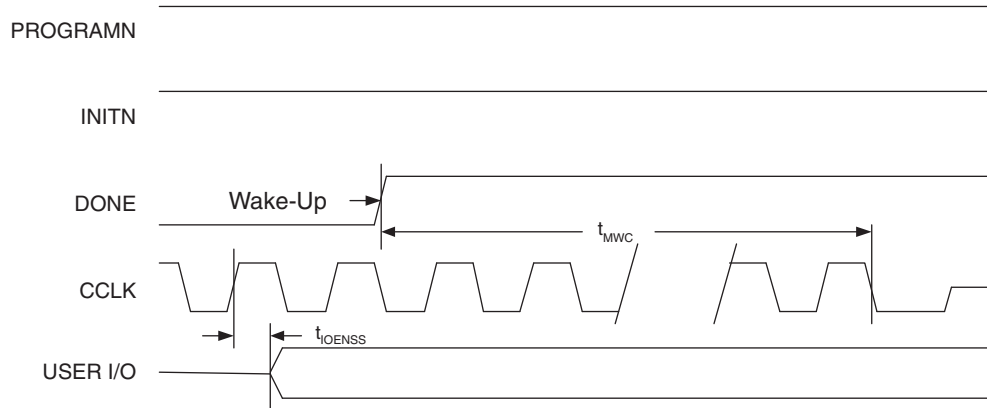 PROGRAMN
INITN
DONE
Wake-Up
tMWC
CCLK
tIOENSS
USER I/O